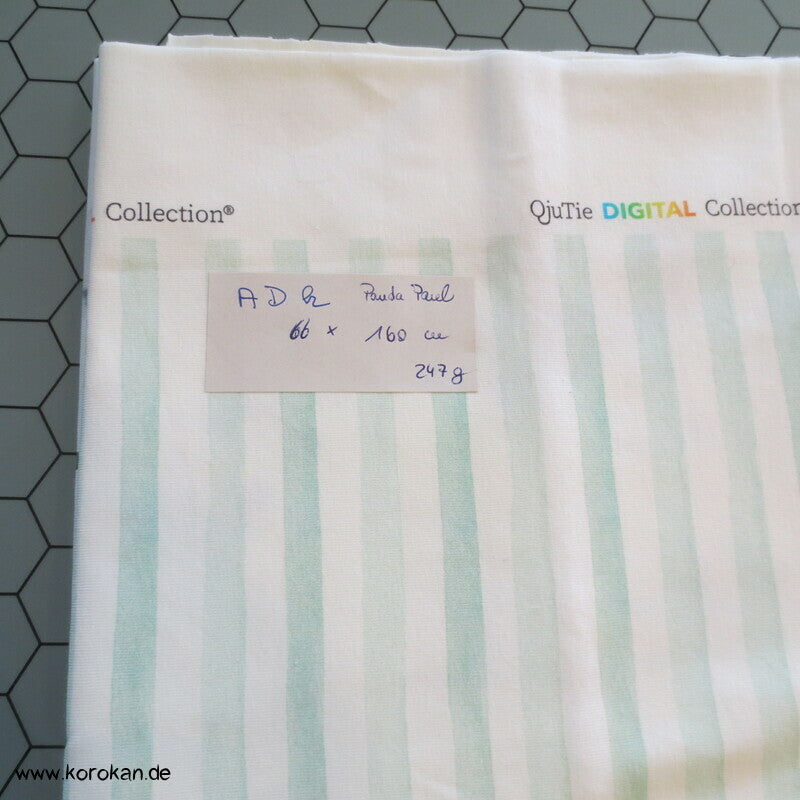 Collection®
QjuTie DIGITAL Collection
Panda Paul
66 x 160 cm
247g
www.korokan.de